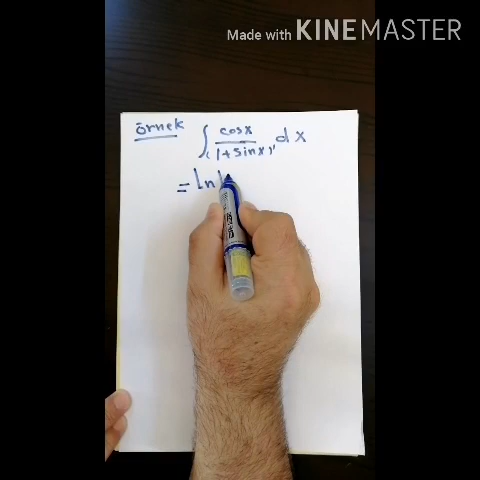 Made with KINEMASTER
örnek ∫ cosx / (1+sinx)' dx
= ln |